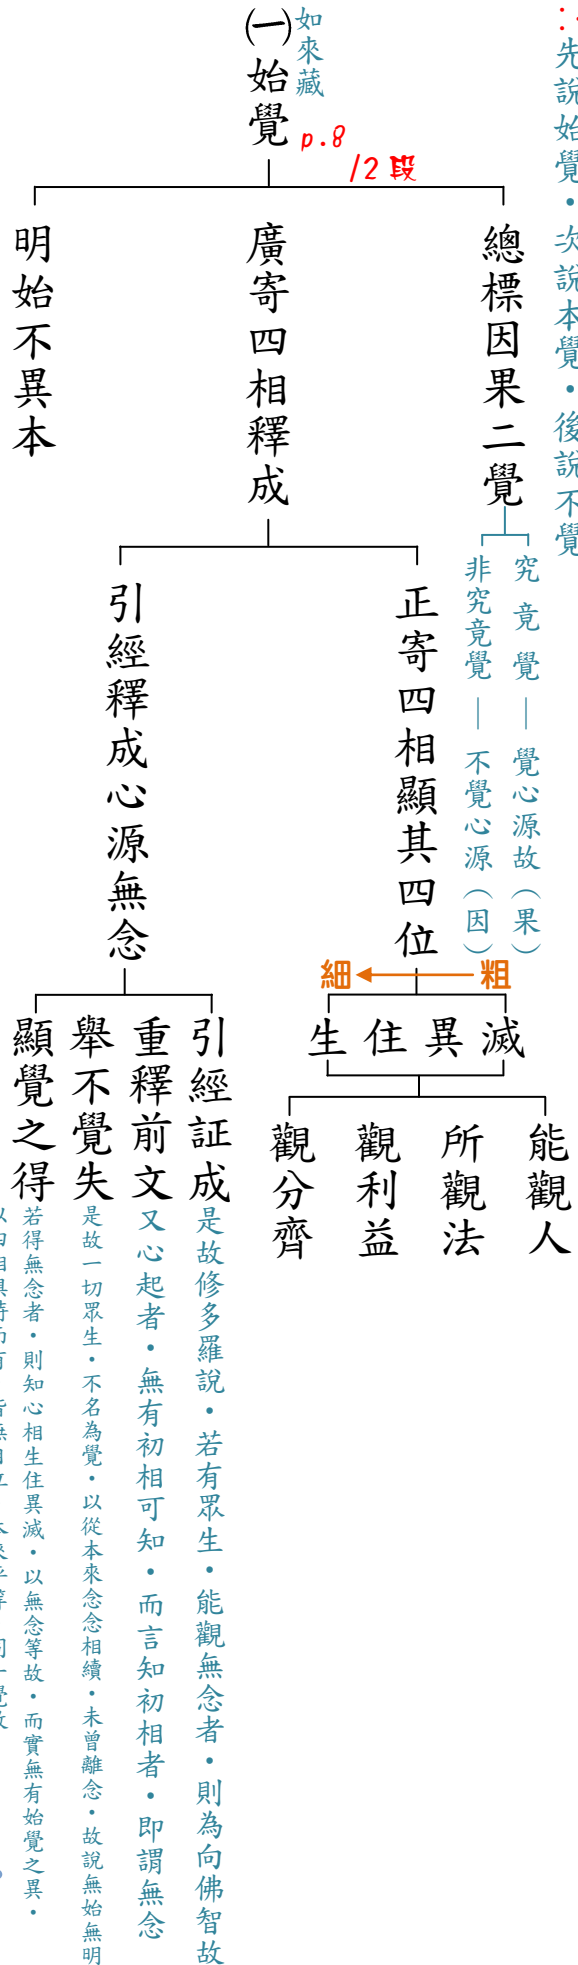 先說始覺・次說本覺・後說不覺
如來藏
(一)始覺
p.8
/2 段
總標因果二覺
究竟覺 — 覺心源故（果）
非究竟覺 — 不覺心源（因）
廣寄四相釋成
正寄四相顯其四位
粗
細
滅
異
住
生
能觀人
所觀法
觀利益
觀分齊
引經釋成心源無念
引經証成
是故修多羅說・若有眾生・能觀無念者・則為向佛智故
重釋前文
又心起者・無有初相可知・而言知初相者・即謂無念
舉不覺失
是故一切眾生・不名為覺・以從本來念念相續・未曾離念・故說無始無明
顯覺之得
若得無念者・則知心相生住異滅・以無念等故・而實無有始覺之異・
明始不異本